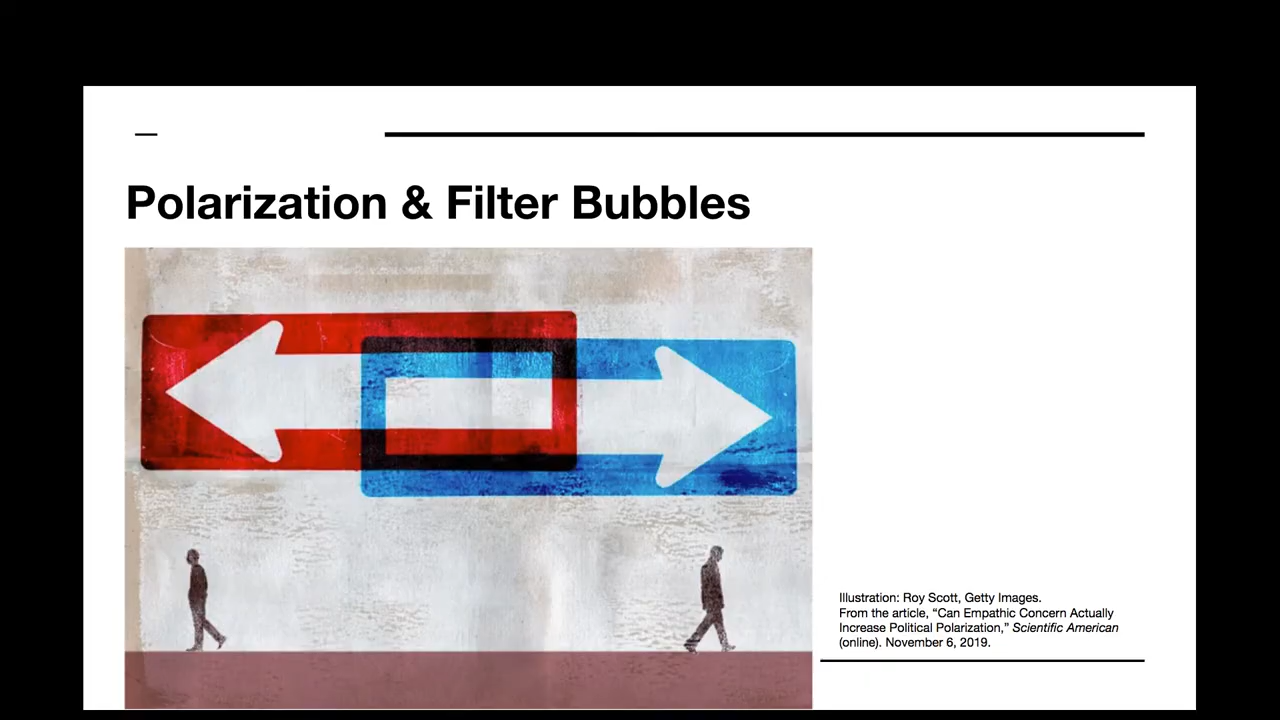 Polarization & Filter Bubbles
Illustration: Roy Scott, Getty Images.
From the article, “Can Empathic Concern Actually
Increase Political Polarization,” Scientific American
(online). November 6, 2019.